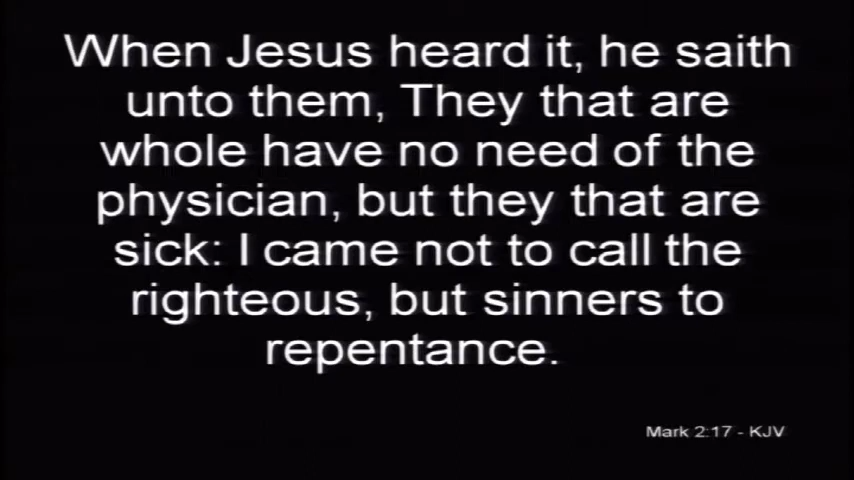 When Jesus heard it, he saith
unto them, They that are
whole have no need of the
physician, but they that are
sick: I came not to call the
righteous, but sinners to
repentance.
Mark 2:17 - KJV